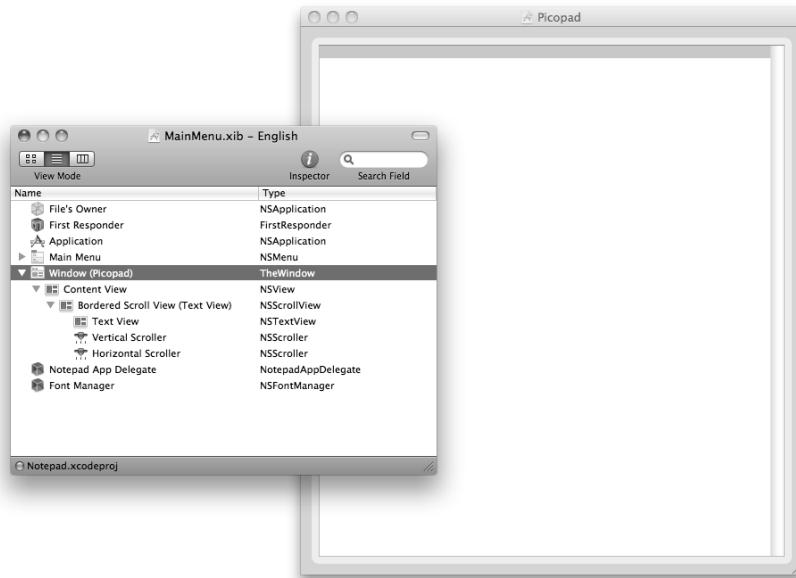 Picopad
MainMenu.xib – English
View Mode Inspector Search Field
Name Type
File's Owner NSApplication
First Responder FirstResponder
Application NSApplication
Main Menu NSMenu
Window (Picopad) TheWindow
Content View NSView
Bordered Scroll View (Text View) NSScrollView
Text View NSTextView
Vertical Scroller NSScroller
Horizontal Scroller NSScroller
Notepad App Delegate NotepadAppDelegate
Font Manager NSFontManager
Notepad.xcodeproj